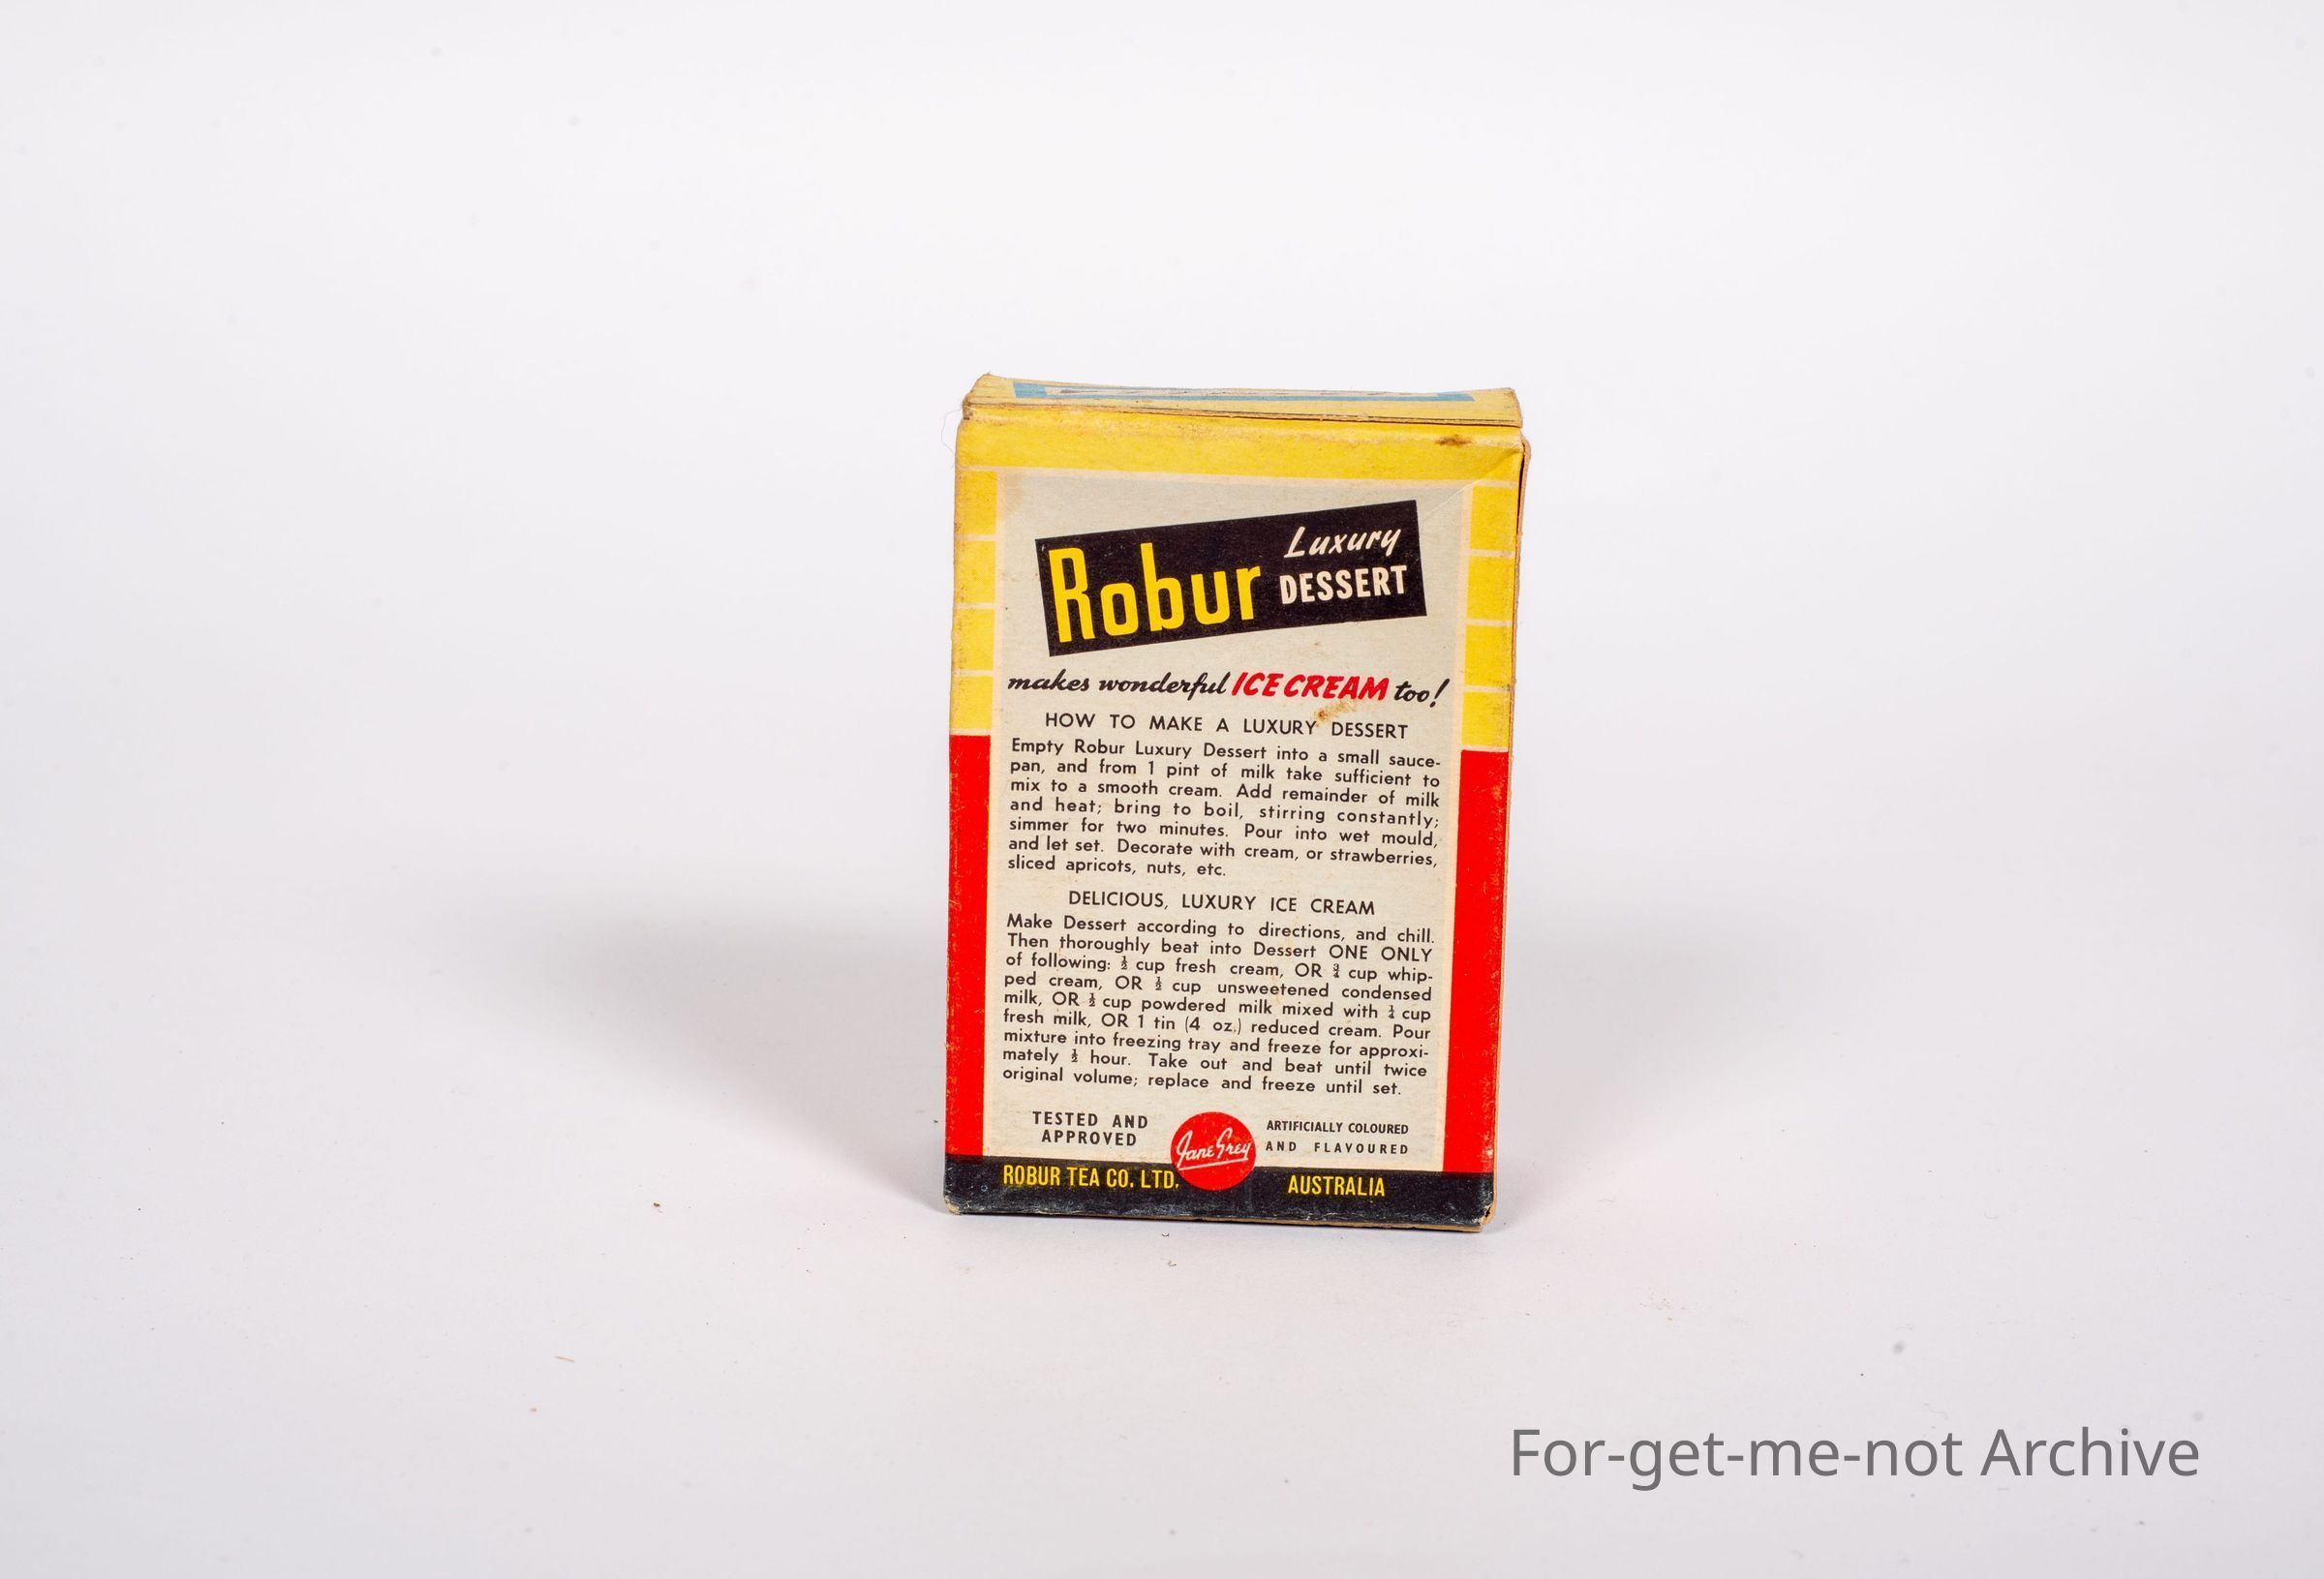 Robur Luxury
DESSERT
makes wonderful ICE CREAM too!
HOW TO MAKE A LUXURY DESSERT
Empty Robur Luxury Dessert into a small sauce-
pan, and from 1 pint of milk take sufficient to
mix to a smooth cream. Add remainder of milk
and heat; bring to boil, stirring constantly;
simmer for two minutes. Pour into wet mould,
and let set. Decorate with cream, or strawberries,
sliced apricots, nuts, etc.
DELICIOUS, LUXURY ICE CREAM
Make Dessert according to directions, and chill.
Then thoroughly beat into Dessert ONE ONLY
of following: ½ cup fresh cream, OR ¾ cup whip-
ped cream, OR ½ cup unsweetened condensed
milk, OR ½ cup powdered milk mixed with cup
fresh milk, OR 1 tin (4 oz.) reduced cream. Pour
mixture into freezing tray and freeze for approxi-
mately ½ hour. Take out and beat until twice
original volume; replace and freeze until set.
TESTED AND
APPROVED
Jane Grey
ARTIFICIALLY COLOURED
AND FLAVOURED
ROBUR TEA CO. LTD. AUSTRALIA
For-get-me-not Archive